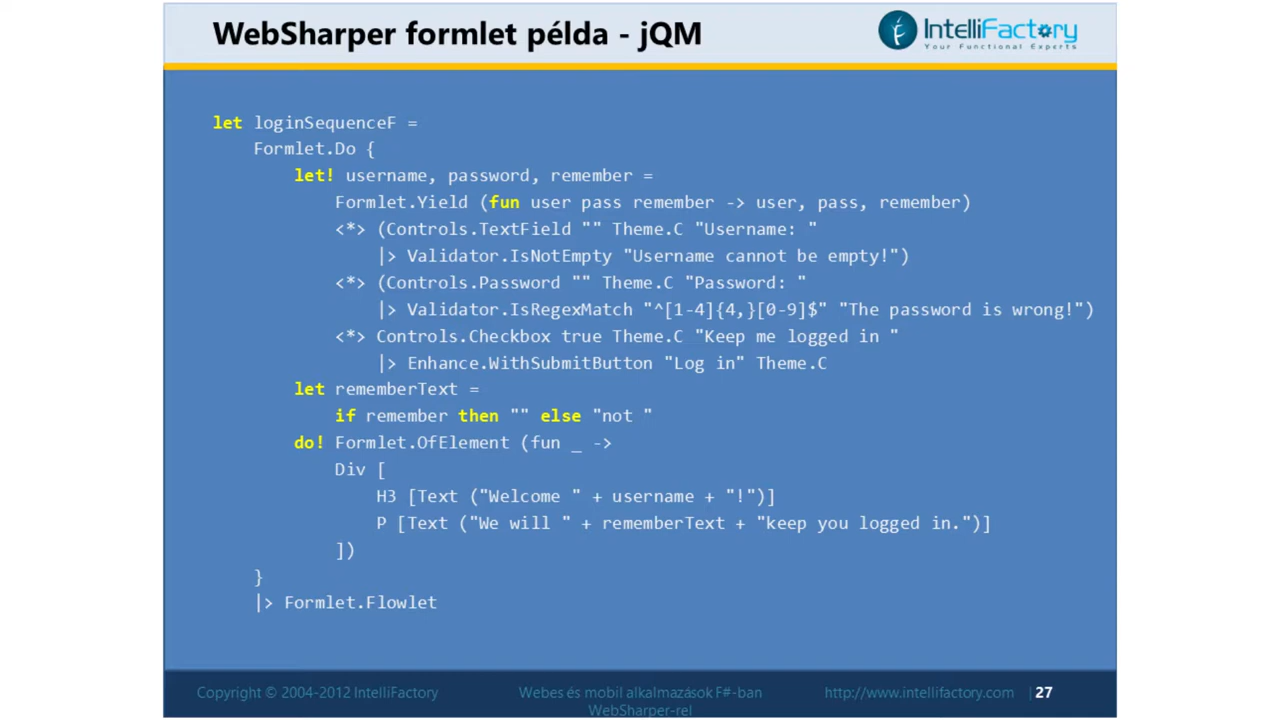 WebSharper formlet példa - jQM
IntelliFactory
Your Functional Experts
let loginSequenceF =
Formlet.Do {
let! username, password, remember =
Formlet.Yield (fun user pass remember -> user, pass, remember)
<*> (Controls.TextField "" Theme.C "Username: "
|> Validator.IsNotEmpty "Username cannot be empty!")
<*> (Controls.Password "" Theme.C "Password: "
|> Validator.IsRegexMatch "^[1-4]{4,}[0-9]$" "The password is wrong!")
<*> Controls.Checkbox true Theme.C "Keep me logged in "
|> Enhance.WithSubmitButton "Log in" Theme.C
let rememberText =
if remember then "" else "not "
do! Formlet.OfElement (fun _ ->
Div [
H3 [Text ("Welcome " + username + "!")]
P [Text ("We will " + rememberText + "keep you logged in.")]
])
}
|> Formlet.Flowlet
Copyright © 2004-2012 IntelliFactory
Webes és mobil alkalmazások F#-ban
WebSharper-rel
http://www.intellifactory.com | 27